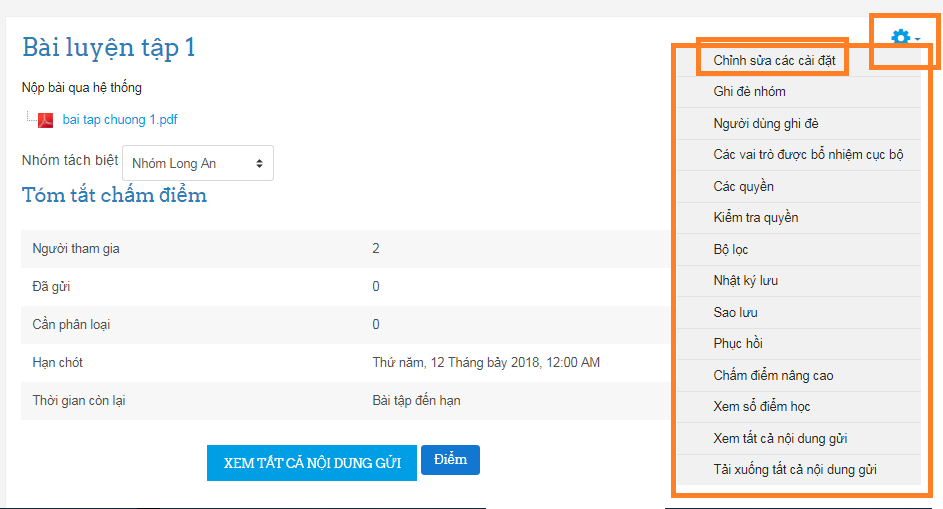 Bài luyện tập 1
Nộp bài qua hệ thống
bai tap chuong 1.pdf
Nhóm tách biệt Nhóm Long An
Tóm tắt chấm điểm
Người tham gia 2
Đã gửi 0
Cần phân loại 0
Hạn chót Thứ năm, 12 Tháng bảy 2018, 12:00 AM
Thời gian còn lại Bài tập đến hạn
XEM TẤT CẢ NỘI DUNG GỬI Điểm
Chỉnh sửa các cài đặt
Ghi đè nhóm
Người dùng ghi đè
Các vai trò được bổ nhiệm cục bộ
Các quyền
Kiểm tra quyền
Bộ lọc
Nhật ký lưu
Sao lưu
Phục hồi
Chấm điểm nâng cao
Xem sổ điểm học
Xem tất cả nội dung gửi
Tải xuống tất cả nội dung gửi